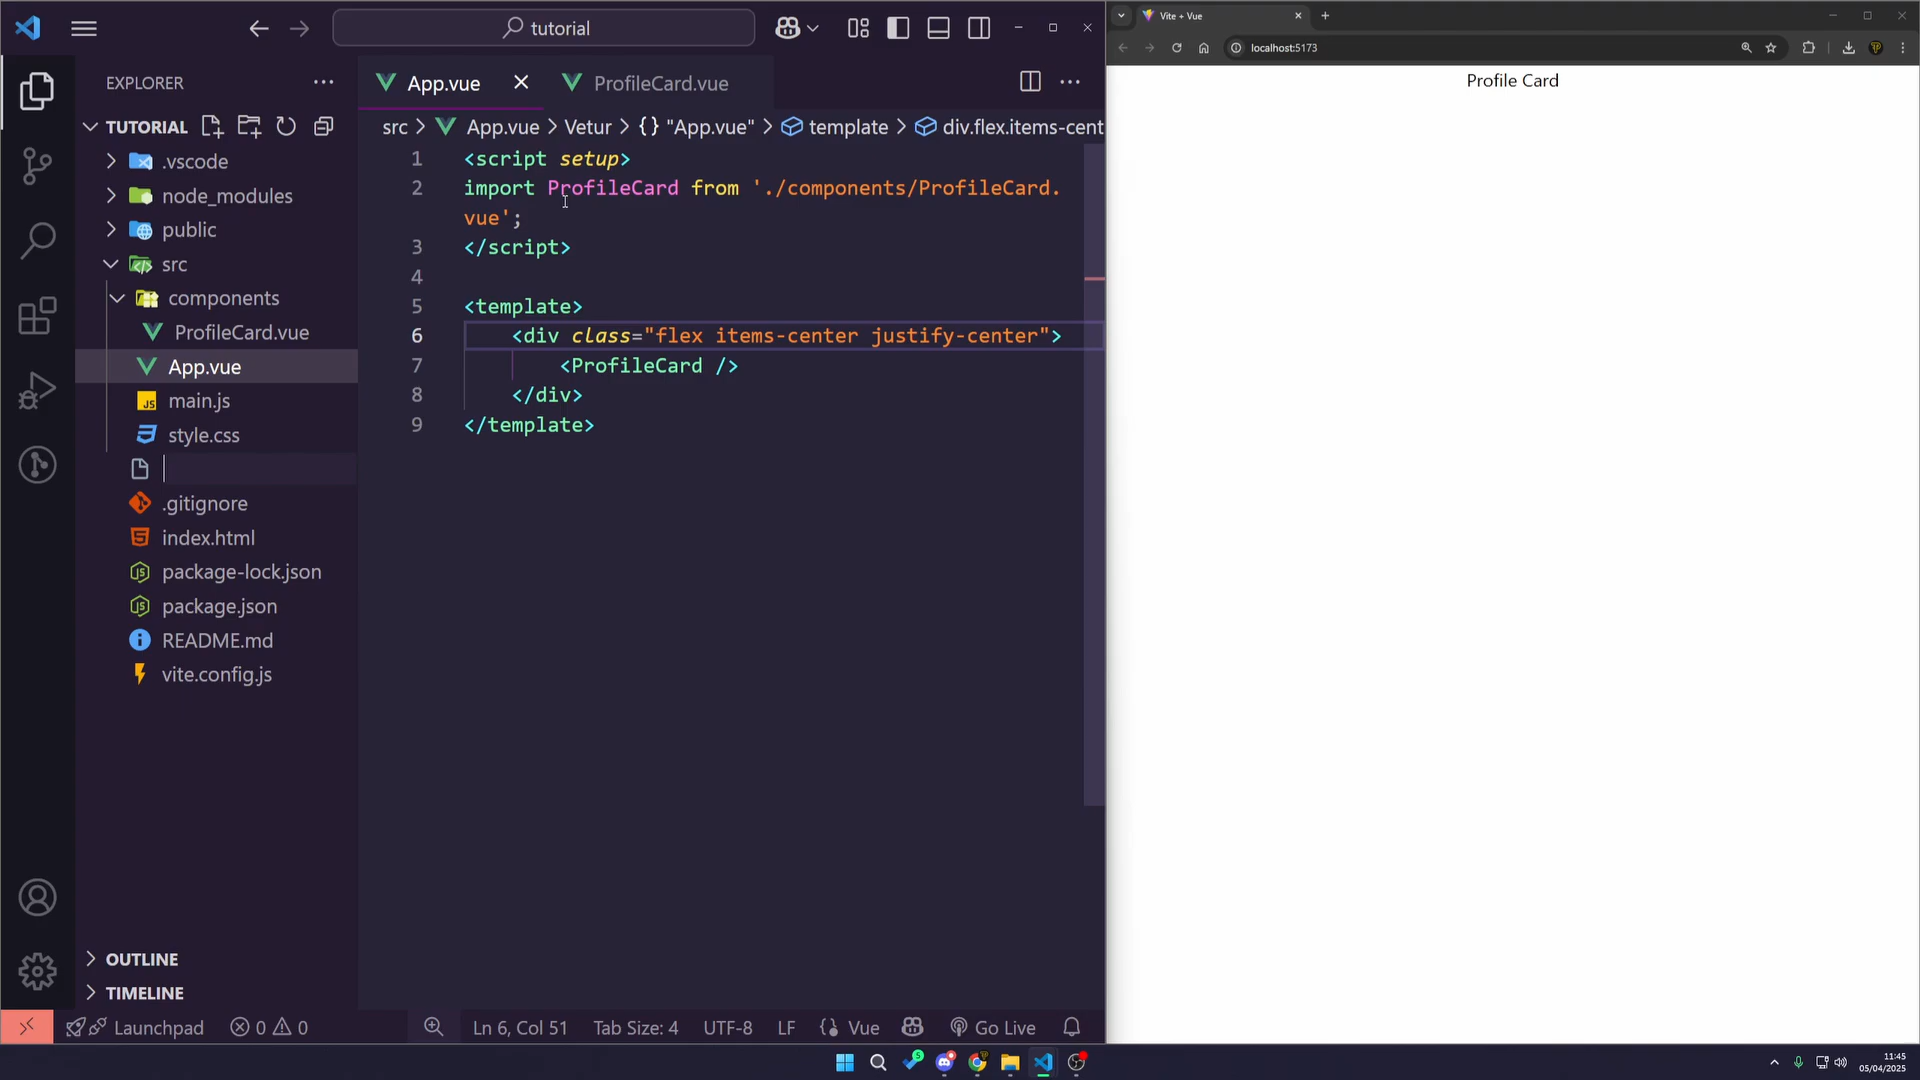 tutorial
EXPLORER
TUTORIAL
.vscode
node_modules
public
src
components
ProfileCard.vue
App.vue
main.js
style.css
.gitignore
index.html
package-lock.json
package.json
README.md
vite.config.js
OUTLINE
TIMELINE
App.vue
ProfileCard.vue
src > App.vue > Vetur > {} "App.vue" > template > div.flex.items-cent
1 <script setup>
2 import ProfileCard from './components/ProfileCard.
vue';
3 </script>
4
5 <template>
6 <div class="flex items-center justify-center">
7 <ProfileCard />
8 </div>
9 </template>
Launchpad 0 0 Ln 6, Col 51 Tab Size: 4 UTF-8 LF Vue Go Live
Vite + Vue
localhost:5173
Profile Card
5
11:45
05/04/2025